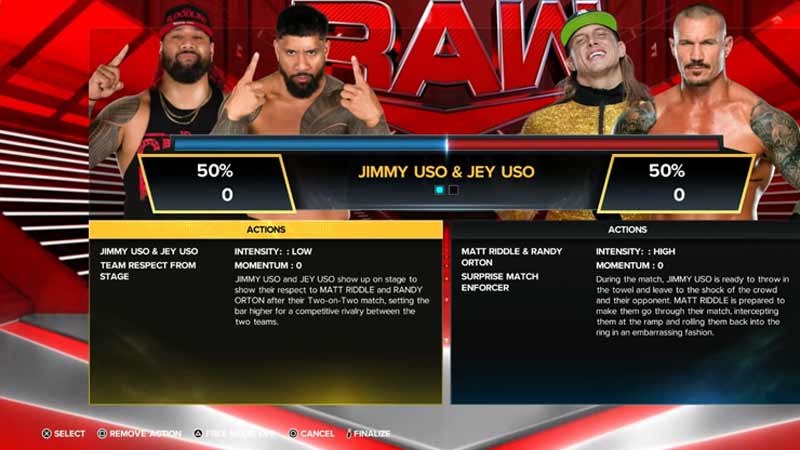 BLOODLINE
RAW
50%
0
JIMMY USO & JEY USO
50%
0
ACTIONS
JIMMY USO & JEY USO
TEAM RESPECT FROM
STAGE
INTENSITY: : LOW
MOMENTUM : 0
JIMMY USO and JEY USO show up on stage to
show their respect to MATT RIDDLE and RANDY
ORTON after their Two-on-Two match, setting the
bar higher for a competitive rivalry between the
two teams.
ACTIONS
MATT RIDDLE & RANDY
ORTON
SURPRISE MATCH
ENFORCER
INTENSITY: : HIGH
MOMENTUM : 0
During the match, JIMMY USO is ready to throw in
the towel and leave to the shock of the crowd
and their opponent. MATT RIDDLE is prepared to
make them go through their match, intercepting
them at the ramp and rolling them back into the
ring in an embarrassing fashion.
SELECT REMOVE ACTION CANCEL FINALIZE